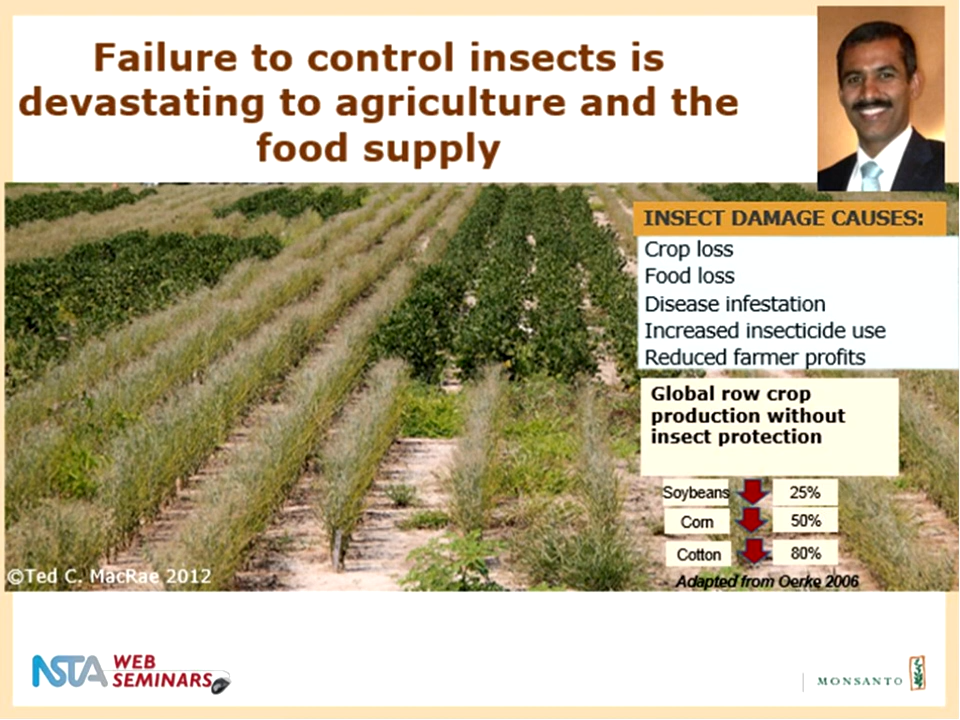 Failure to control insects is
devastating to agriculture and the
food supply
INSECT DAMAGE CAUSES:
Crop loss
Food loss
Disease infestation
Increased insecticide use
Reduced farmer profits
Global row crop
production without
insect protection
Soybeans 25%
Corn 50%
Cotton 80%
Adapted from Oerke 2006
©Ted C. MacRae 2012
NSTA WEB
SEMINARS
MONSANTO